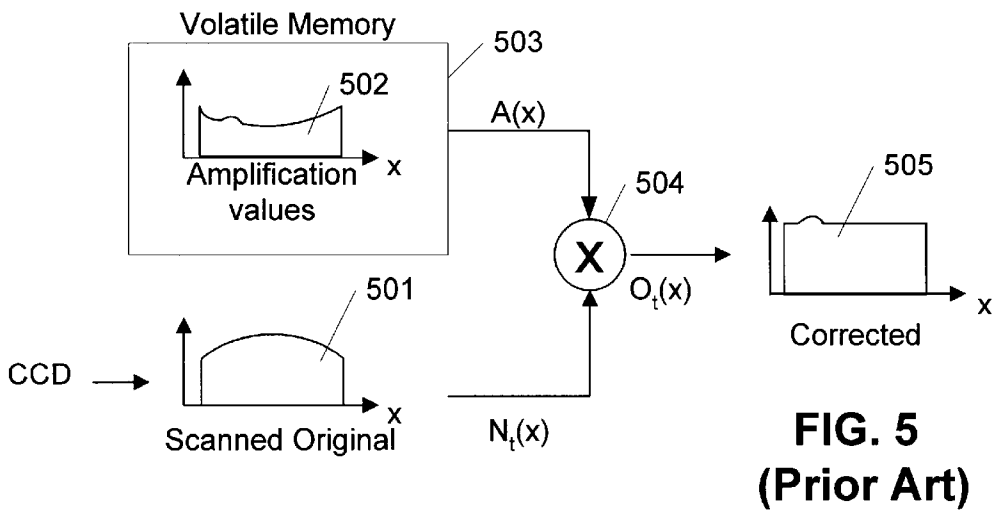 Volatile Memory
503
502
x
Amplification
values
A(x)
504
X
O_t(x)
505
x
Corrected
501
CCD
x
Scanned Original
N_t(x)
FIG. 5
(Prior Art)